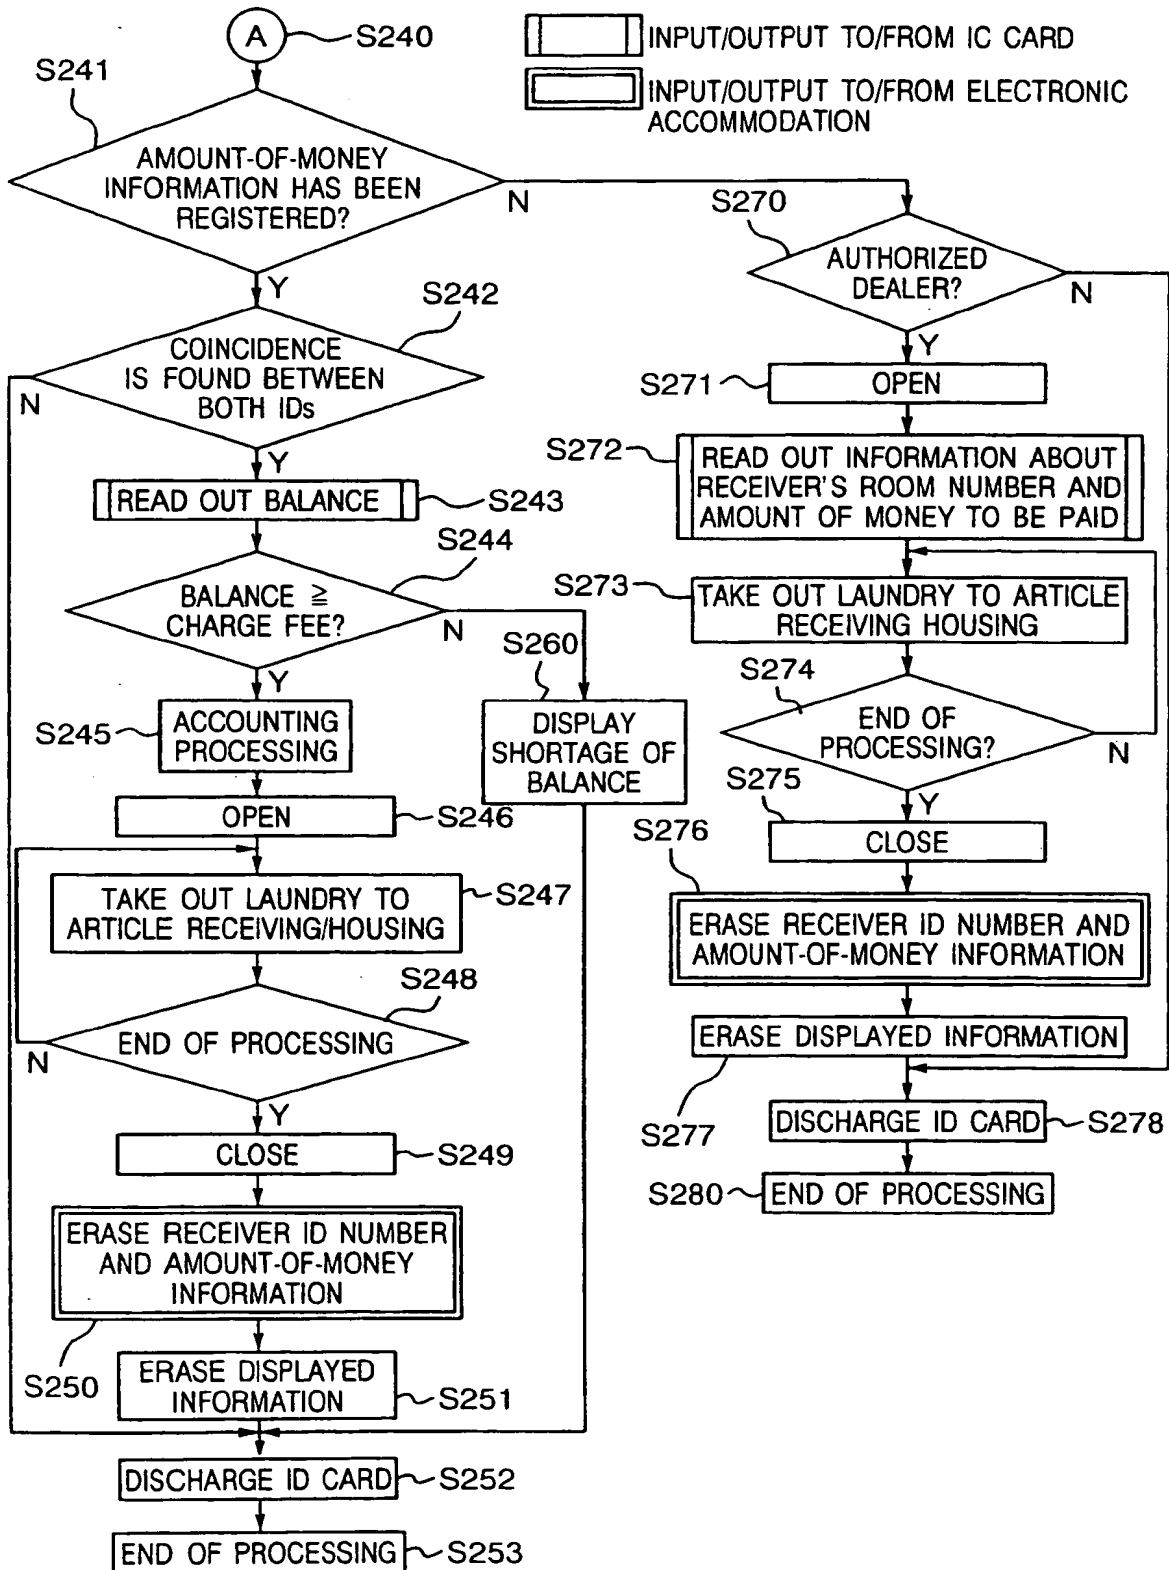 A
S240
INPUT/OUTPUT TO/FROM IC CARD
INPUT/OUTPUT TO/FROM ELECTRONIC
ACCOMMODATION
S241
AMOUNT-OF-MONEY
INFORMATION HAS BEEN
REGISTERED?
N
Y
S242
COINCIDENCE
IS FOUND BETWEEN
BOTH IDs
N
Y
READ OUT BALANCE
S243
S244
BALANCE ≧
CHARGE FEE?
N
Y
S260
DISPLAY
SHORTAGE OF
BALANCE
S245
ACCOUNTING
PROCESSING
OPEN
S246
TAKE OUT LAUNDRY TO
ARTICLE RECEIVING/HOUSING
S247
S248
END OF PROCESSING
N
Y
CLOSE
S249
ERASE RECEIVER ID NUMBER
AND AMOUNT-OF-MONEY
INFORMATION
S250
ERASE DISPLAYED
INFORMATION
S251
DISCHARGE ID CARD
S252
END OF PROCESSING
S253
S270
AUTHORIZED
DEALER?
N
Y
S271
OPEN
S272
READ OUT INFORMATION ABOUT
RECEIVER'S ROOM NUMBER AND
AMOUNT OF MONEY TO BE PAID
S273
TAKE OUT LAUNDRY TO ARTICLE
RECEIVING HOUSING
S274
END OF
PROCESSING?
N
Y
S275
CLOSE
S276
ERASE RECEIVER ID NUMBER AND
AMOUNT-OF-MONEY INFORMATION
ERASE DISPLAYED INFORMATION
S277
DISCHARGE ID CARD
S278
S280
END OF PROCESSING